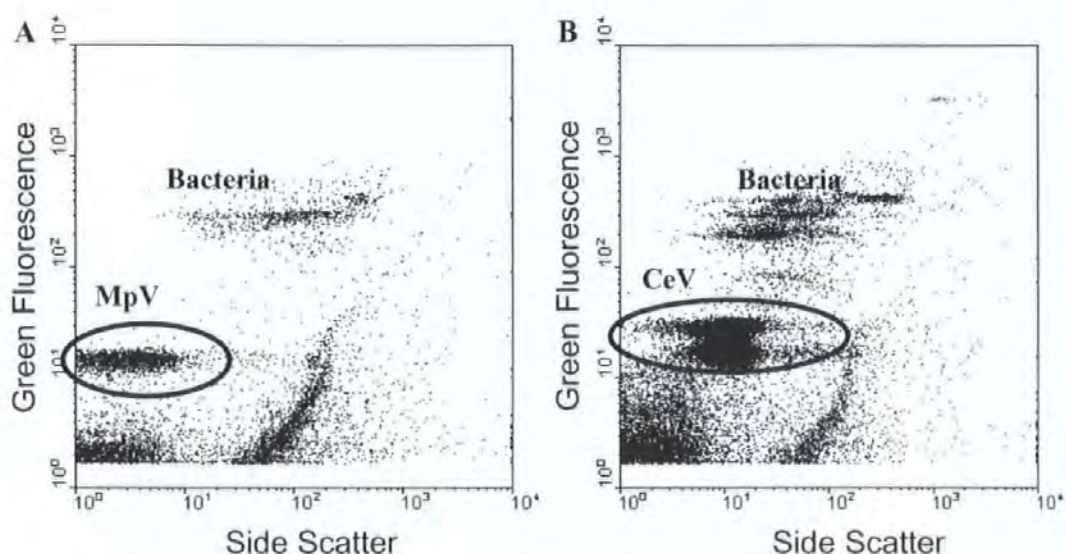 A
Green Fluorescence
10⁴
10³
10²
10¹
10⁰
Bacteria
MpV
10⁰
10¹
10²
10³
10⁴
Side Scatter
B
Green Fluorescence
10⁴
10³
10²
10¹
10⁰
Bacteria
CeV
10⁰
10¹
10²
10³
10⁴
Side Scatter